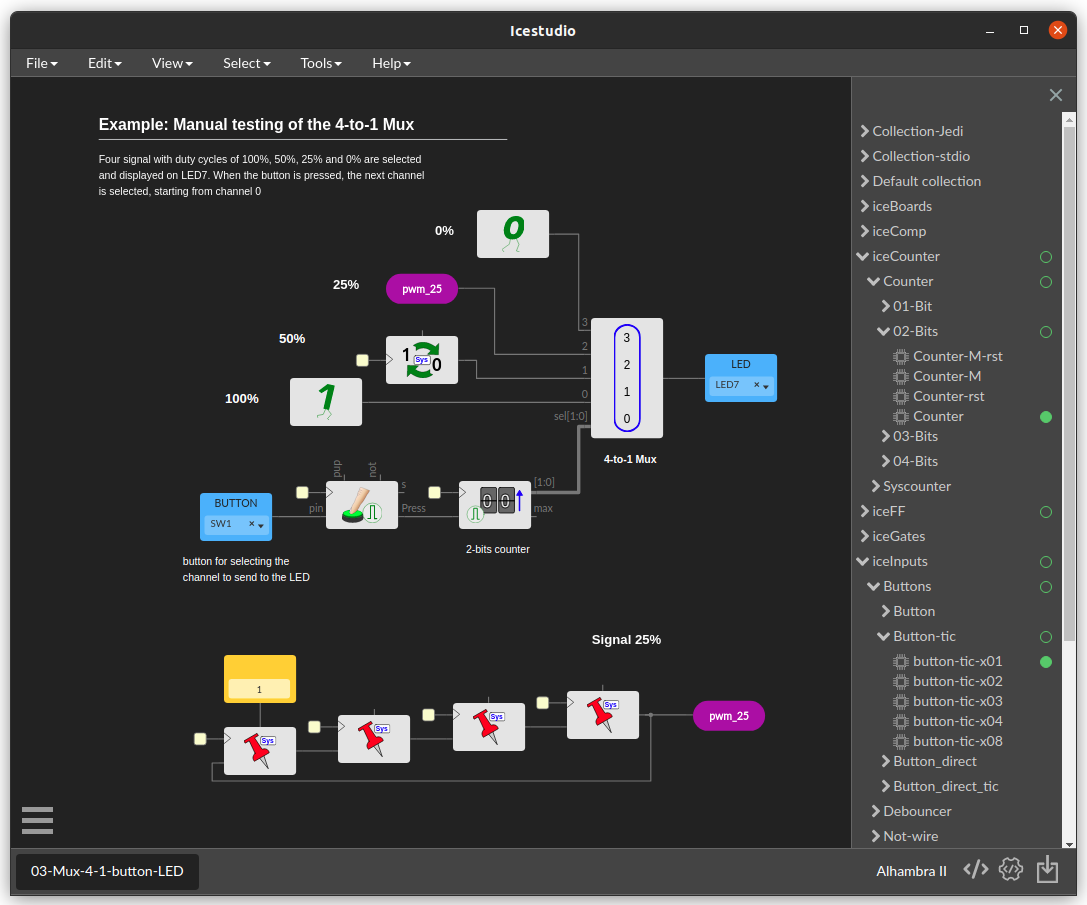 Icestudio
File Edit View Select Tools Help
Example: Manual testing of the 4-to-1 Mux
Four signal with duty cycles of 100%, 50%, 25% and 0% are selected
and displayed on LED7. When the button is pressed, the next channel
is selected, starting from channel 0
0%
0
25%
pwm_25
50%
1 Sys 0
100%
1
3
2
1
0
sel[1:0]
3
2
1
0
4-to-1 Mux
LED
LED7
BUTTON
SW1
pup
not
s
pin
Press
0 0
[1:0]
max
2-bits counter
button for selecting the
channel to send to the LED
Signal 25%
1
Sys
Sys
Sys
Sys
pwm_25
Collection-Jedi
Collection-stdio
Default collection
iceBoards
iceComp
iceCounter
Counter
01-Bit
02-Bits
Counter-M-rst
Counter-M
Counter-rst
Counter
03-Bits
04-Bits
Syscounter
iceFF
iceGates
iceInputs
Buttons
Button
Button-tic
button-tic-x01
button-tic-x02
button-tic-x03
button-tic-x04
button-tic-x08
Button_direct
Button_direct_tic
Debouncer
Not-wire
03-Mux-4-1-button-LED
Alhambra II